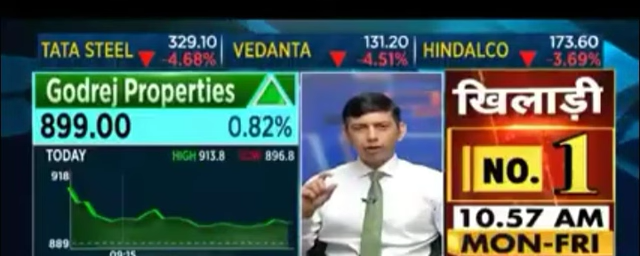 TATA STEEL 329.10 -4.68% VEDANTA 131.20 -4.51% HINDALCO 173.60 -3.69%
Godrej Properties
899.00 0.82%
TODAY HIGH 913.8 LOW 896.8
918
889
09:15
खिलाड़ी
NO. 1
10.57 AM
MON-FRI